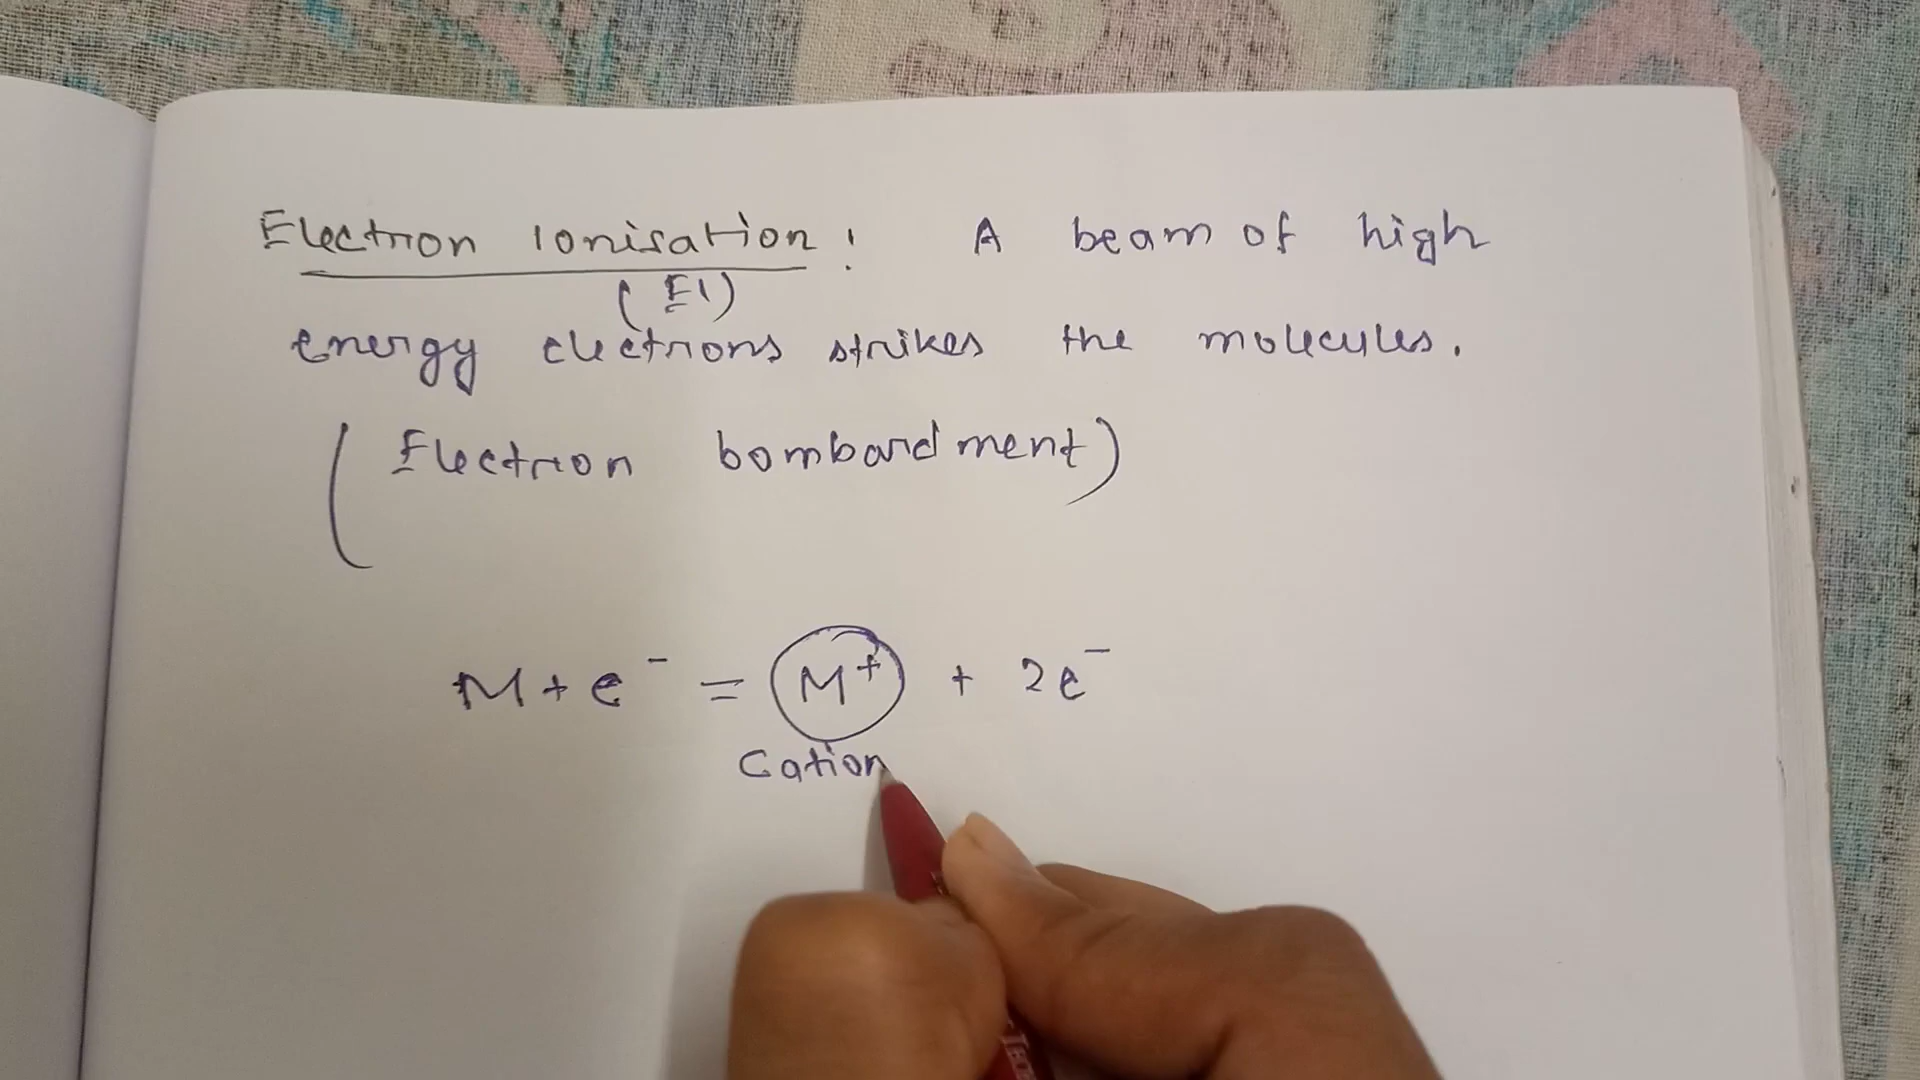 Electron Ionisation : A beam of high
(EI)
energy electrons strikes the molecules.
(Electron bombardment)
M + e⁻ = M⁺ + 2e⁻
Cation